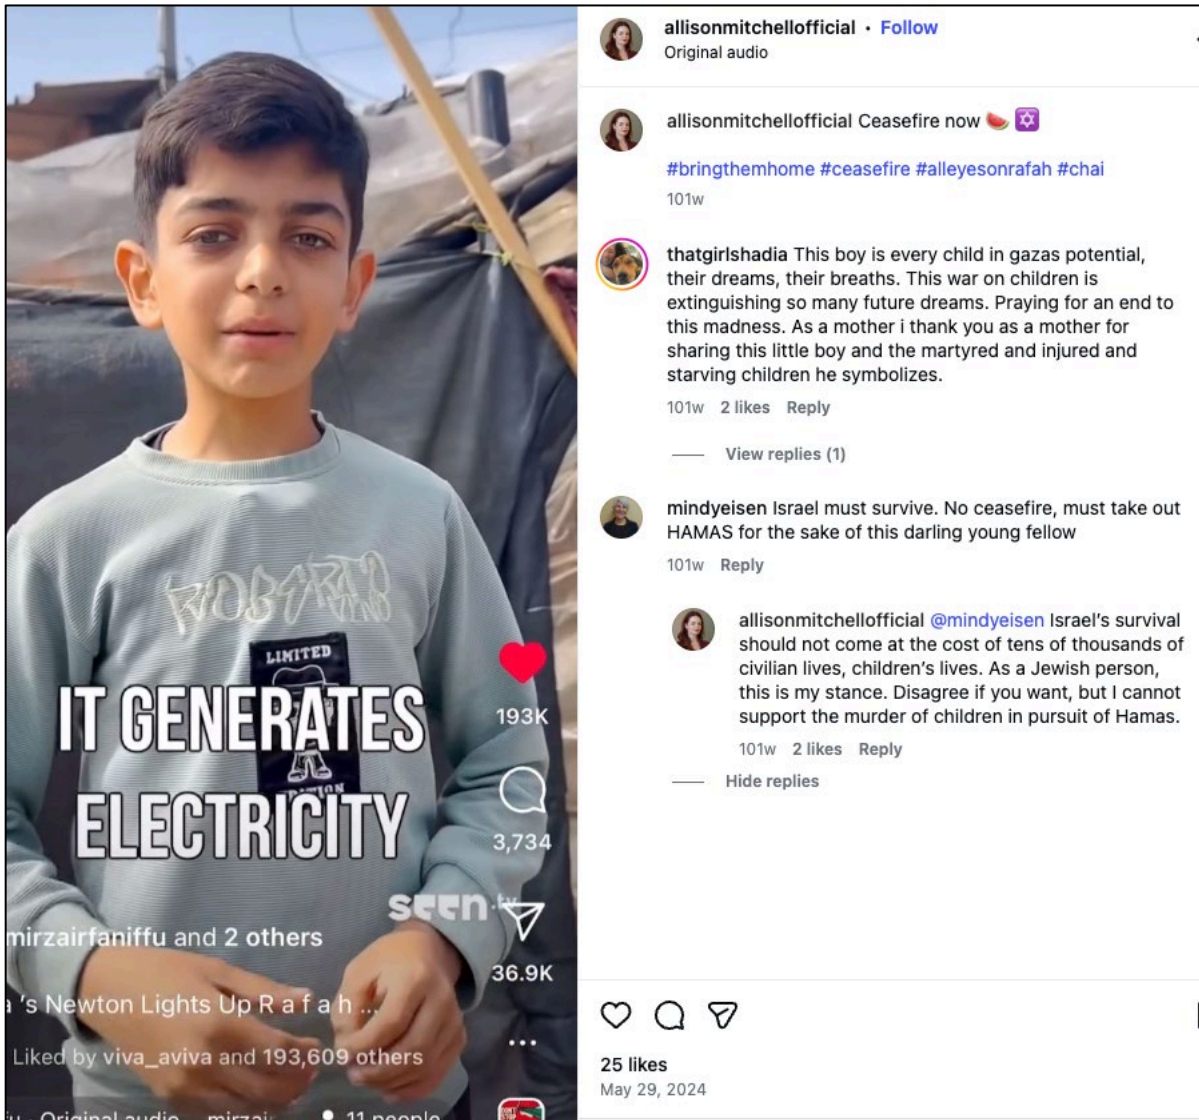 LIMITED
IT GENERATES
ELECTRICITY
193K
3,734
seen.tv
mirzairfaniffu and 2 others
36.9K
's Newton Lights Up R a f a h ...
Liked by viva_aviva and 193,609 others
Original audio
11 people
allisonmitchellofficial • Follow
Original audio
allisonmitchellofficial Ceasefire now 🍉 ✡️
#bringthemhome #ceasefire #alleyesonrafah #chai
101w
thatgirlshadia This boy is every child in gazas potential,
their dreams, their breaths. This war on children is
extinguishing so many future dreams. Praying for an end to
this madness. As a mother i thank you as a mother for
sharing this little boy and the martyred and injured and
starving children he symbolizes.
101w 2 likes Reply
View replies (1)
mindyeisen Israel must survive. No ceasefire, must take out
HAMAS for the sake of this darling young fellow
101w Reply
allisonmitchellofficial @mindyeisen Israel's survival
should not come at the cost of tens of thousands of
civilian lives, children's lives. As a Jewish person,
this is my stance. Disagree if you want, but I cannot
support the murder of children in pursuit of Hamas.
101w 2 likes Reply
Hide replies
25 likes
May 29, 2024